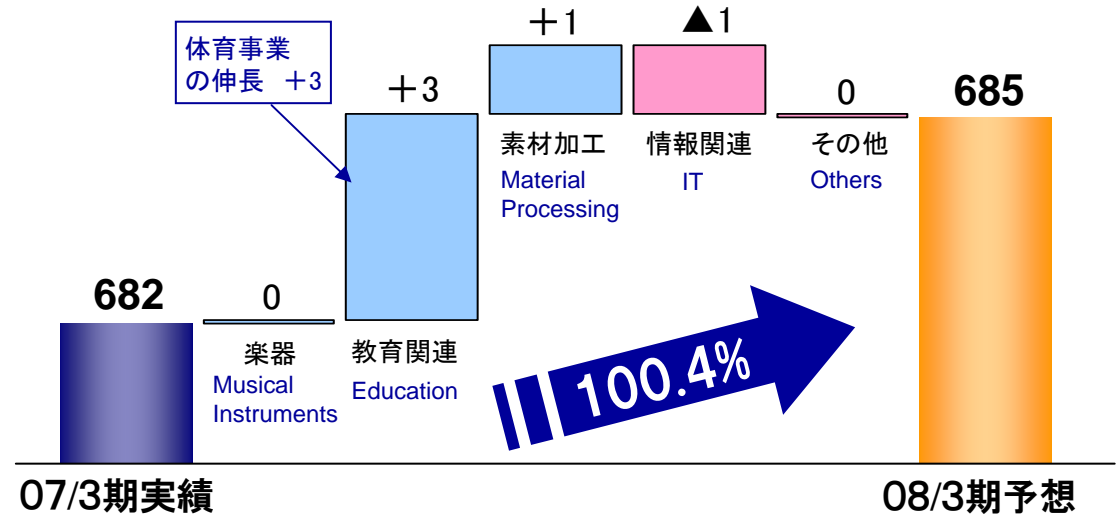 体育事業
の伸長 +3
+1
▲1
+3
0
685
素材加工
Material
Processing
情報関連
IT
その他
Others
682
0
楽器
Musical
Instruments
教育関連
Education
100.4%
07/3期実績
08/3期予想